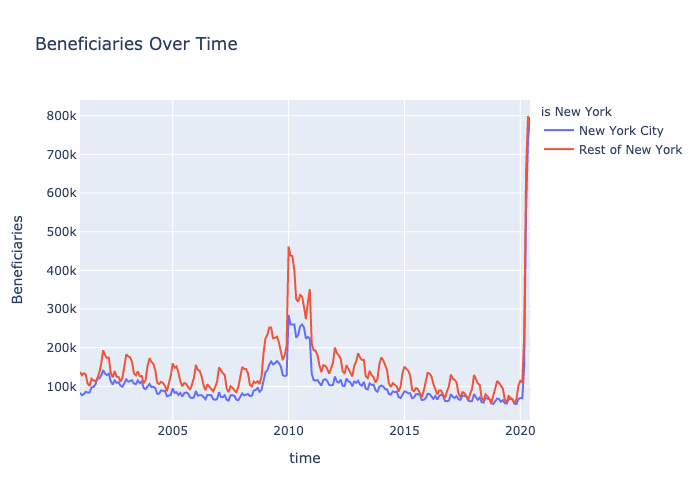 Beneficiaries Over Time
is New York
New York City
Rest of New York
800k
700k
600k
500k
400k
300k
200k
100k
Beneficiaries
2005
2010
2015
2020
time